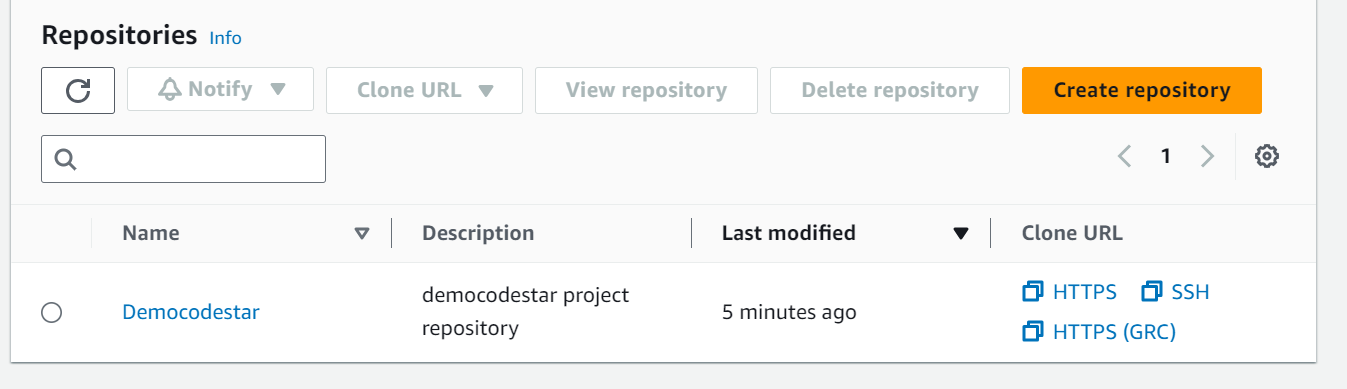 Repositories Info
Notify Clone URL View repository Delete repository Create repository
1
Name Description Last modified Clone URL
Democodestar democodestar project repository 5 minutes ago HTTPS SSH
HTTPS (GRC)